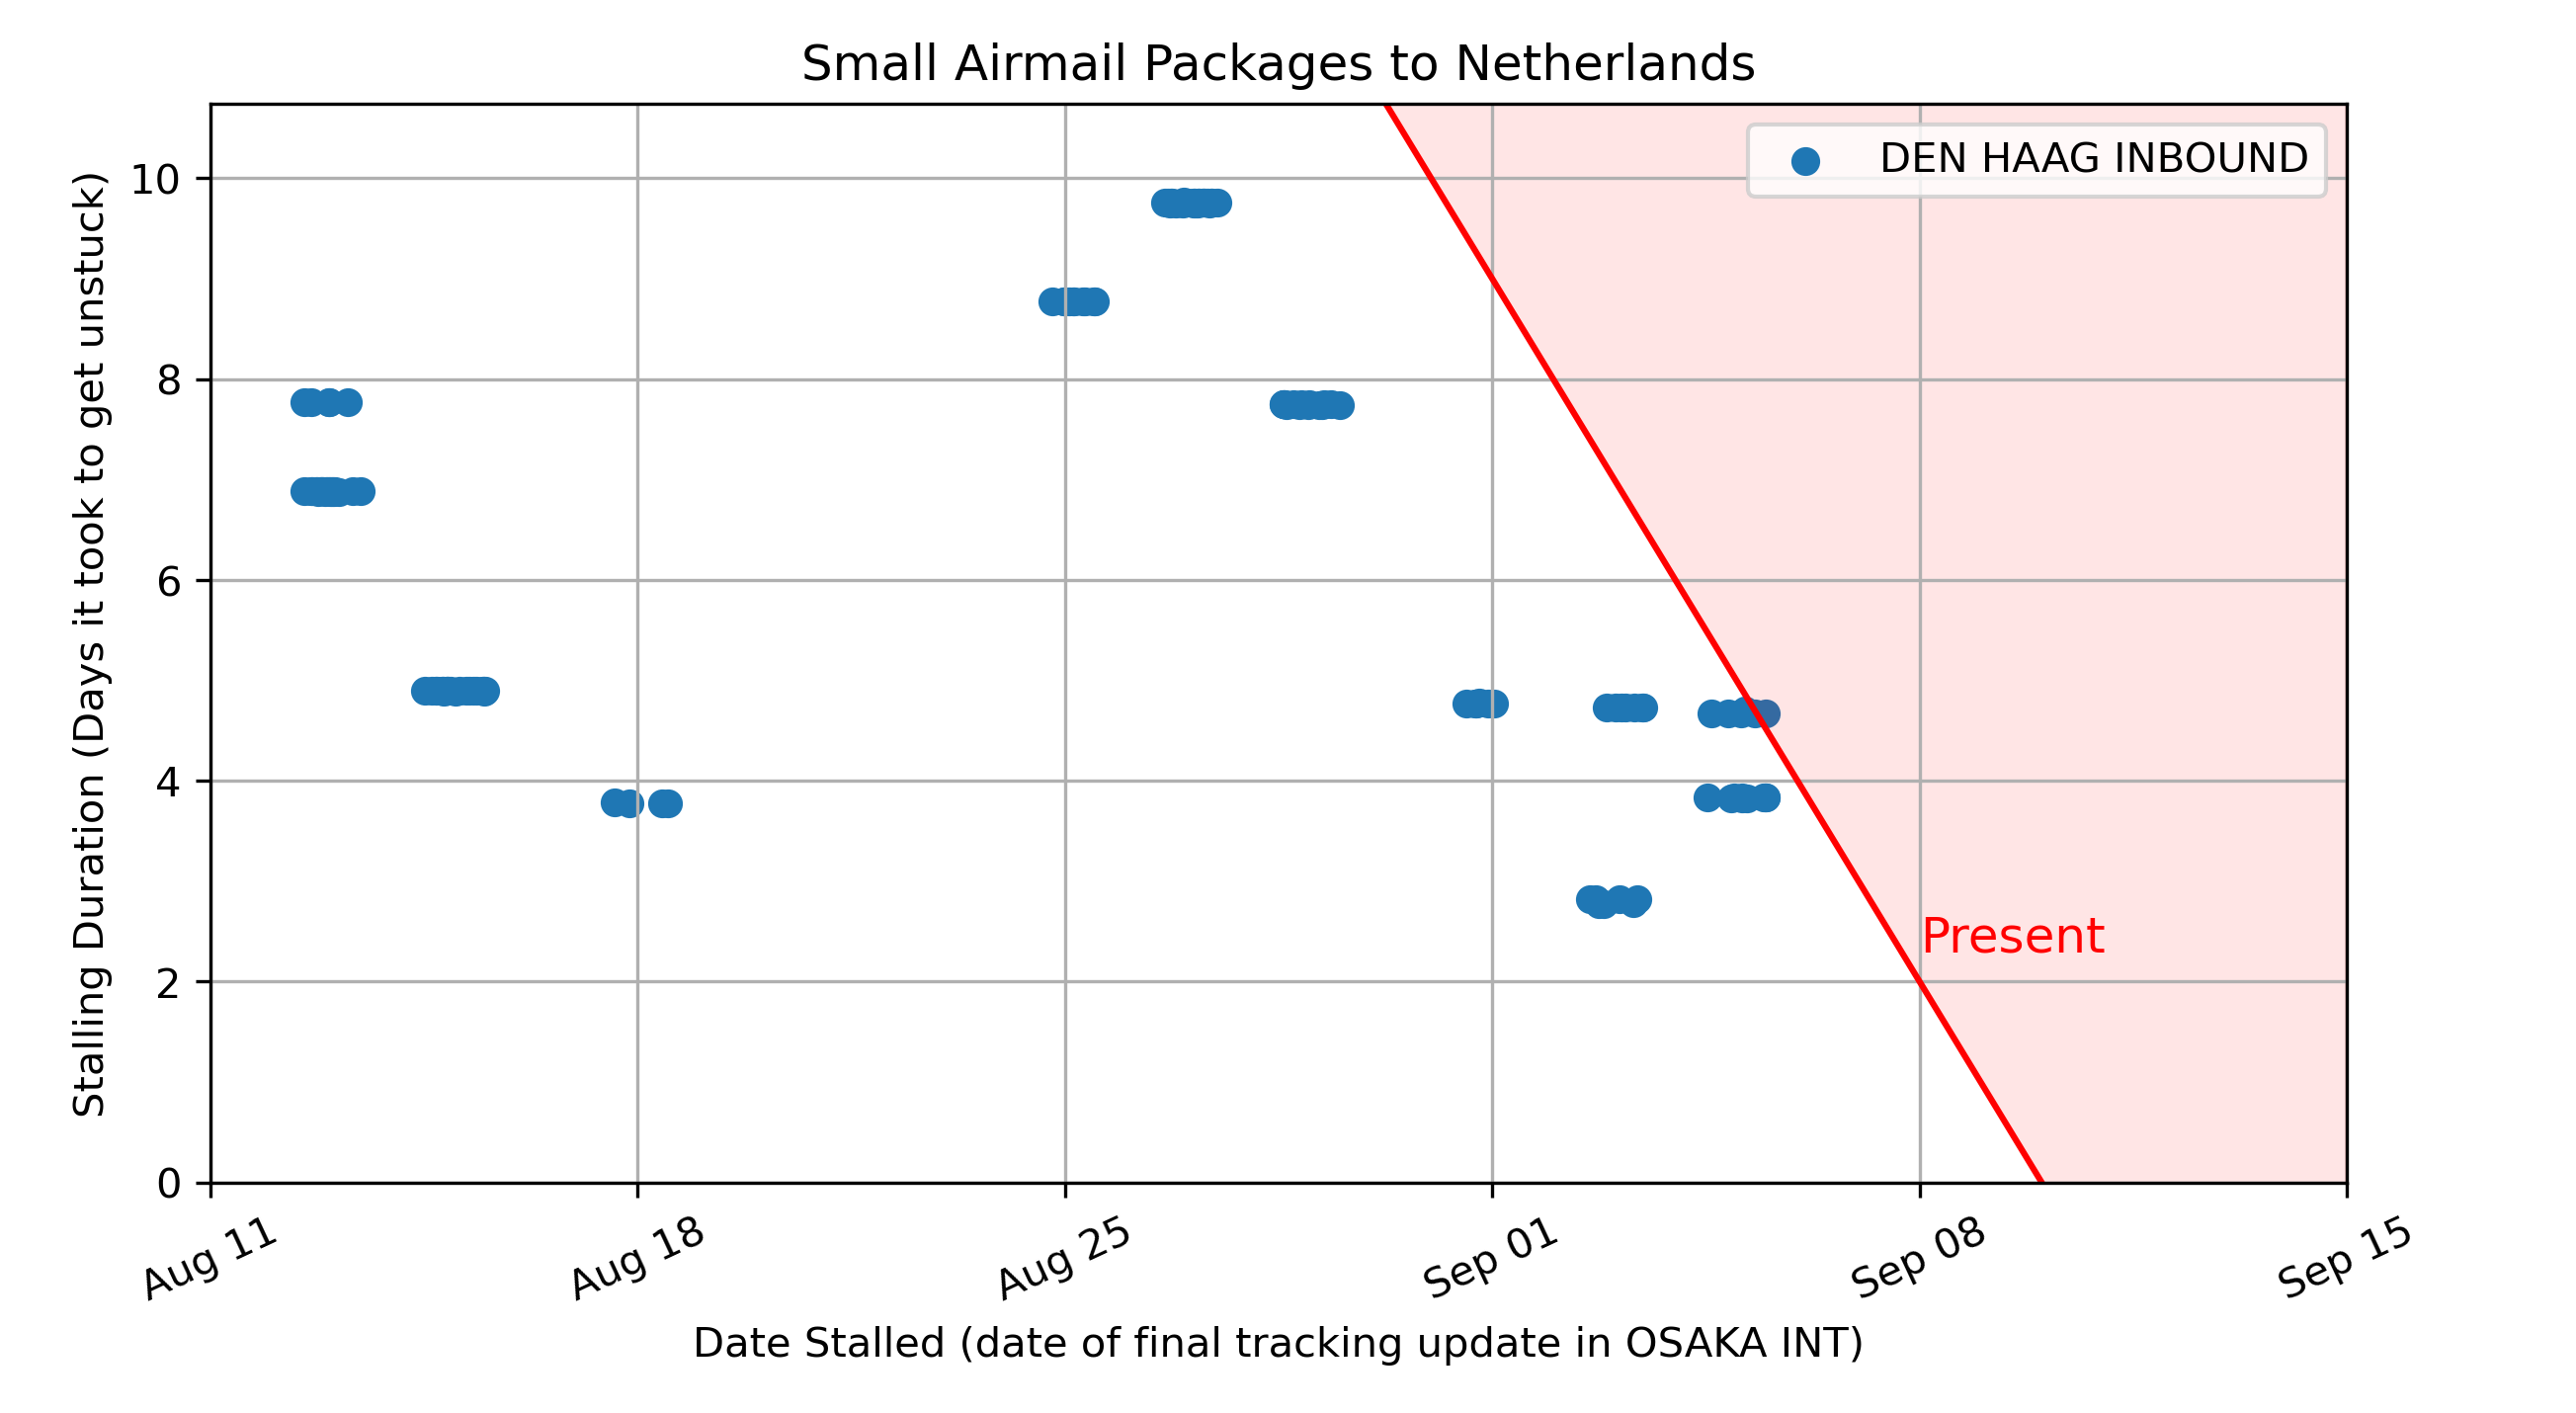 Small Airmail Packages to Netherlands
DEN HAAG INBOUND
Stalling Duration (Days it took to get unstuck)
10
8
6
4
2
0
Present
Aug 11
Aug 18
Aug 25
Sep 01
Sep 08
Sep 15
Date Stalled (date of final tracking update in OSAKA INT)